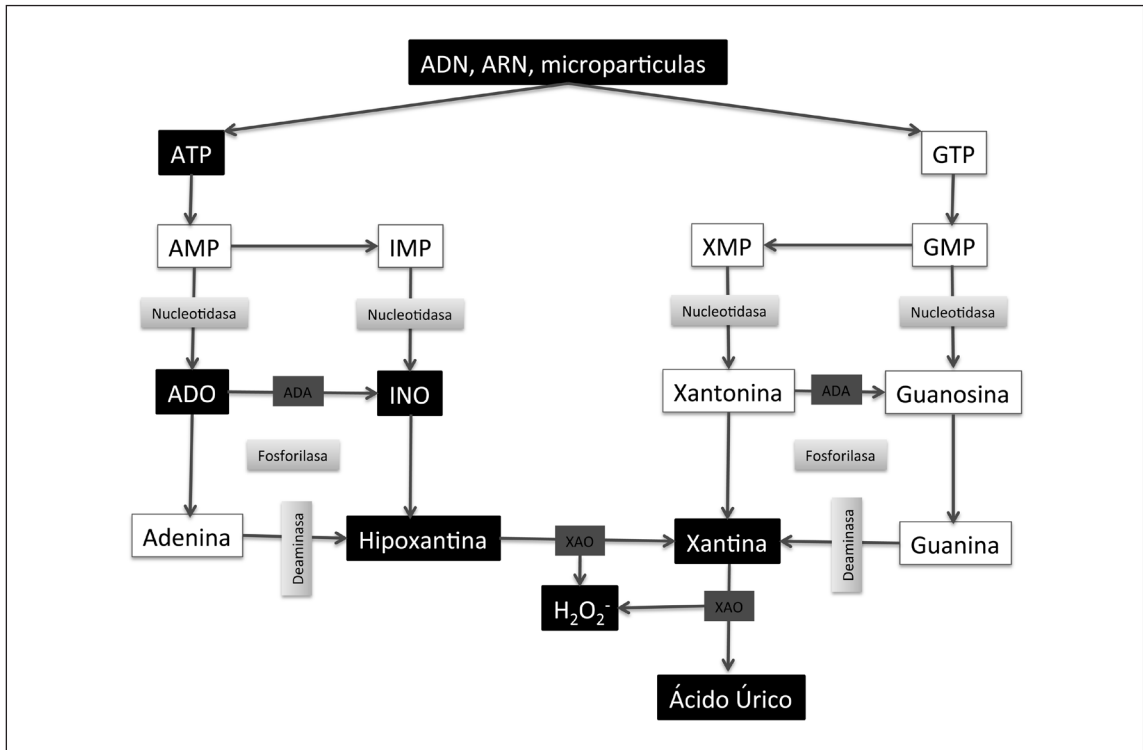 ADN, ARN, microparticulas
ATP
GTP
AMP
IMP
XMP
GMP
Nucleotidasa
Nucleotidasa
Nucleotidasa
Nucleotidasa
ADO
ADA
INO
Xantonina
ADA
Guanosina
Fosforilasa
Fosforilasa
Adenina
Deaminasa
Hipoxantina
XAO
Xantina
Deaminasa
Guanina
H₂O₂⁻
XAO
Ácido Úrico